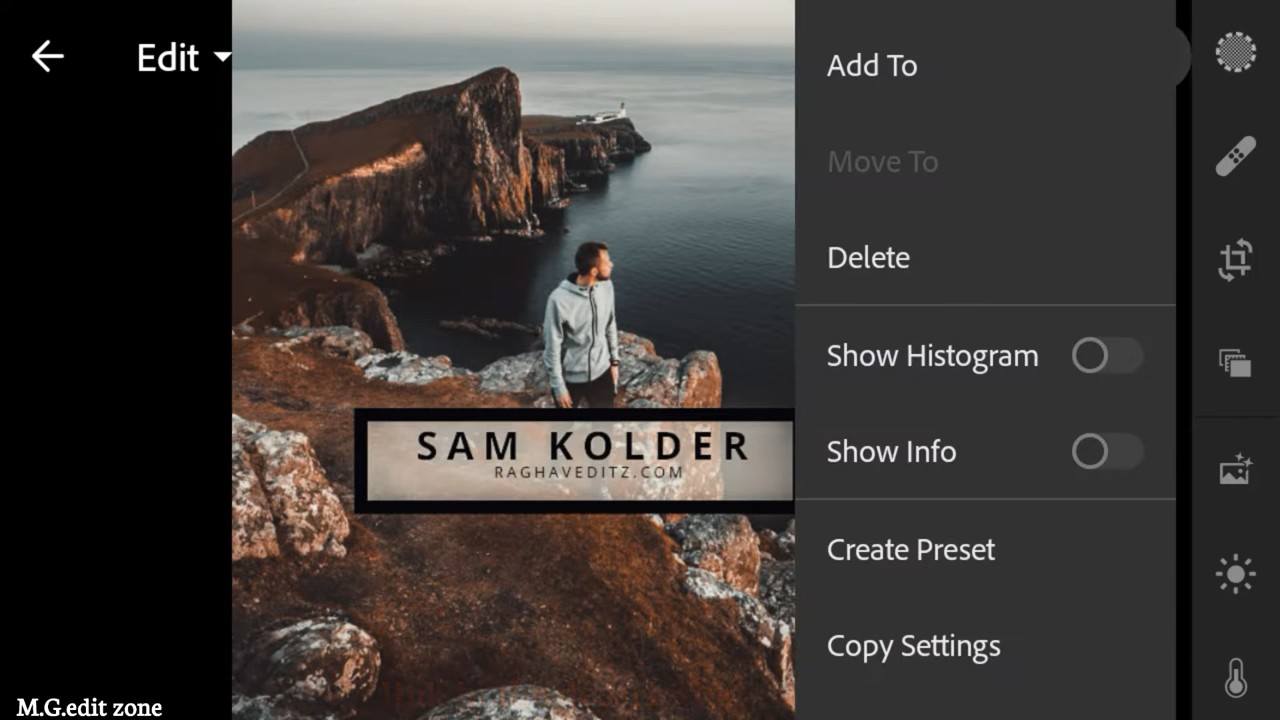 Edit
Add To
Move To
Delete
Show Histogram
Show Info
Create Preset
Copy Settings
SAM KOLDER
RAGHAVEDITZ.COM
M.G.edit zone